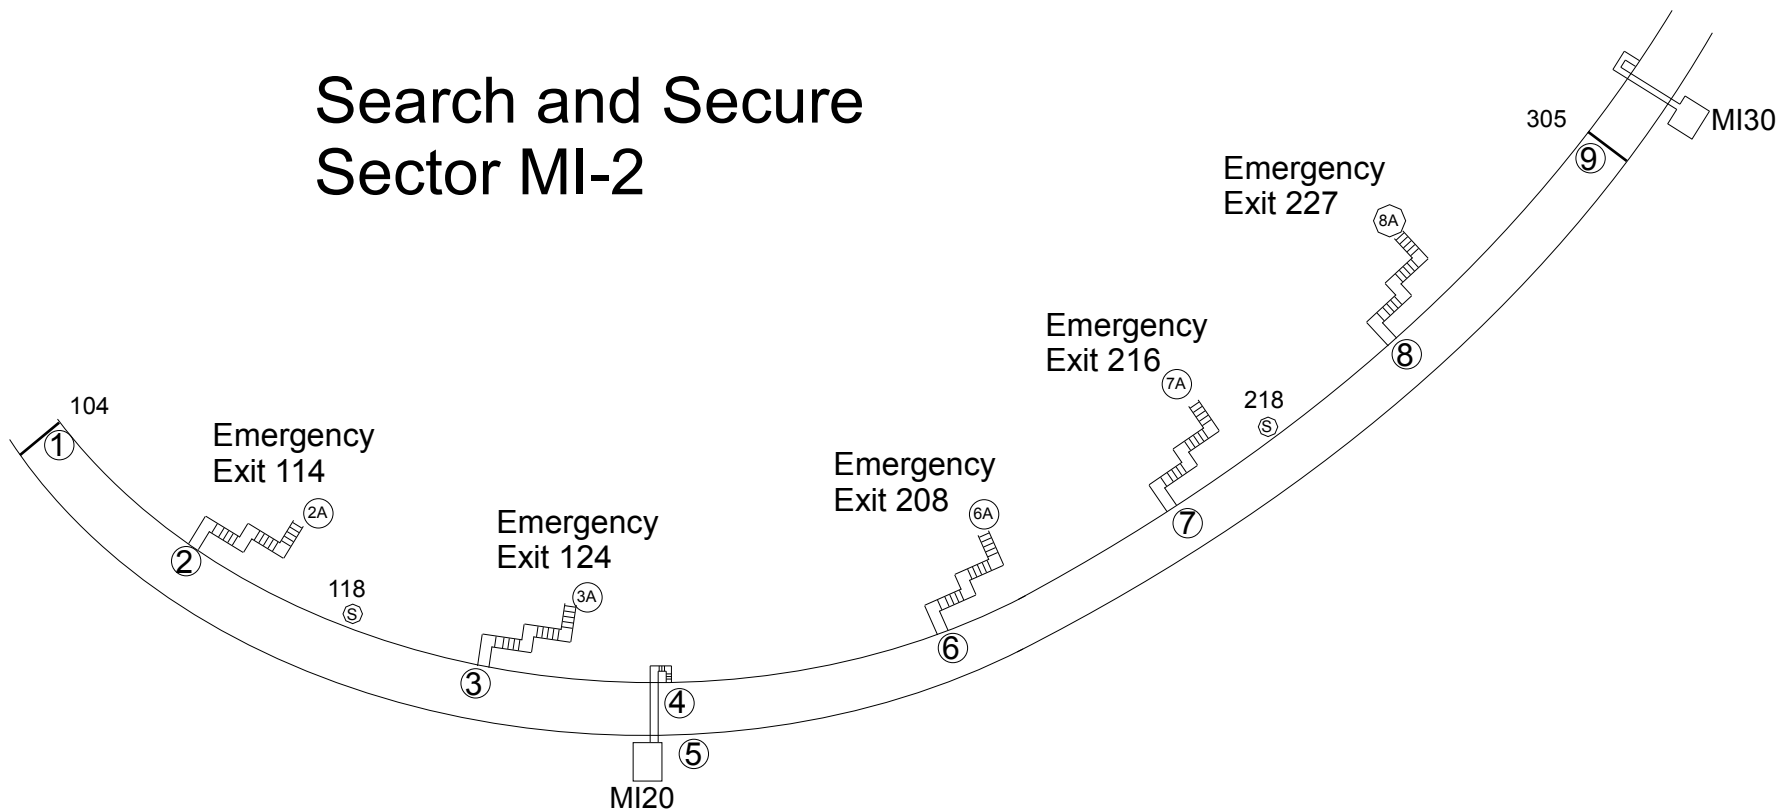 Search and Secure
Sector MI-2
MI30
305
9
Emergency
Exit 227
8A
8
Emergency
Exit 216
7A
218
S
7
104
1
Emergency
Exit 114
2A
2
118
S
Emergency
Exit 124
3A
3
Emergency
Exit 208
6A
6
4
5
MI20